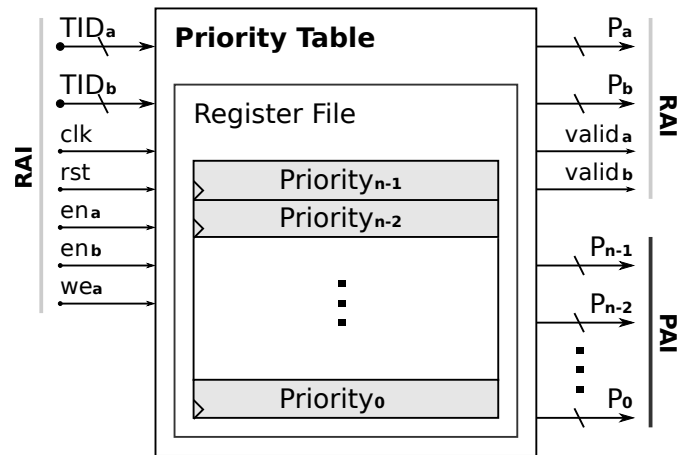 TIDa
TIDb
clk
rst
ena
enb
wea
RAI
Priority Table
Register File
Priorityn-1
Priorityn-2
Priority0
Pa
Pb
valida
validb
RAI
Pn-1
Pn-2
P0
PAI